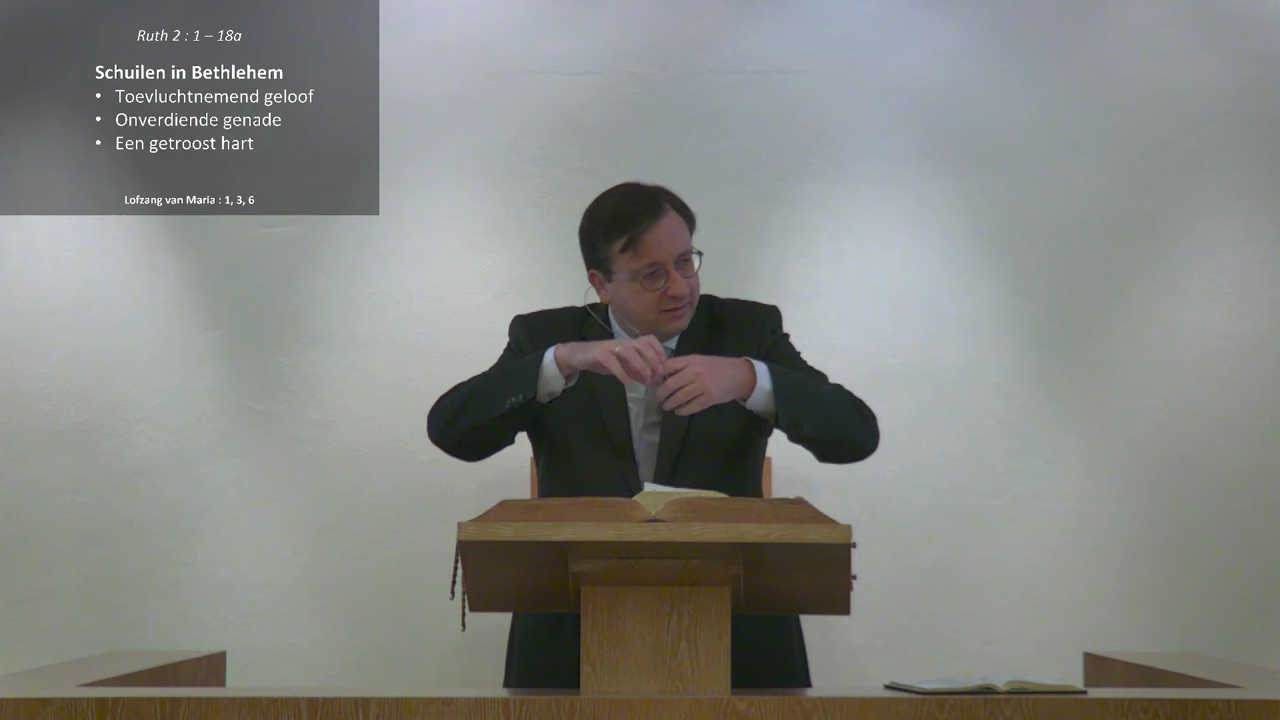 Ruth 2 : 1 – 18a
Schuilen in Bethlehem
• Toevluchtnemend geloof
• Onverdiende genade
• Een getroost hart
Lofzang van Maria : 1, 3, 6